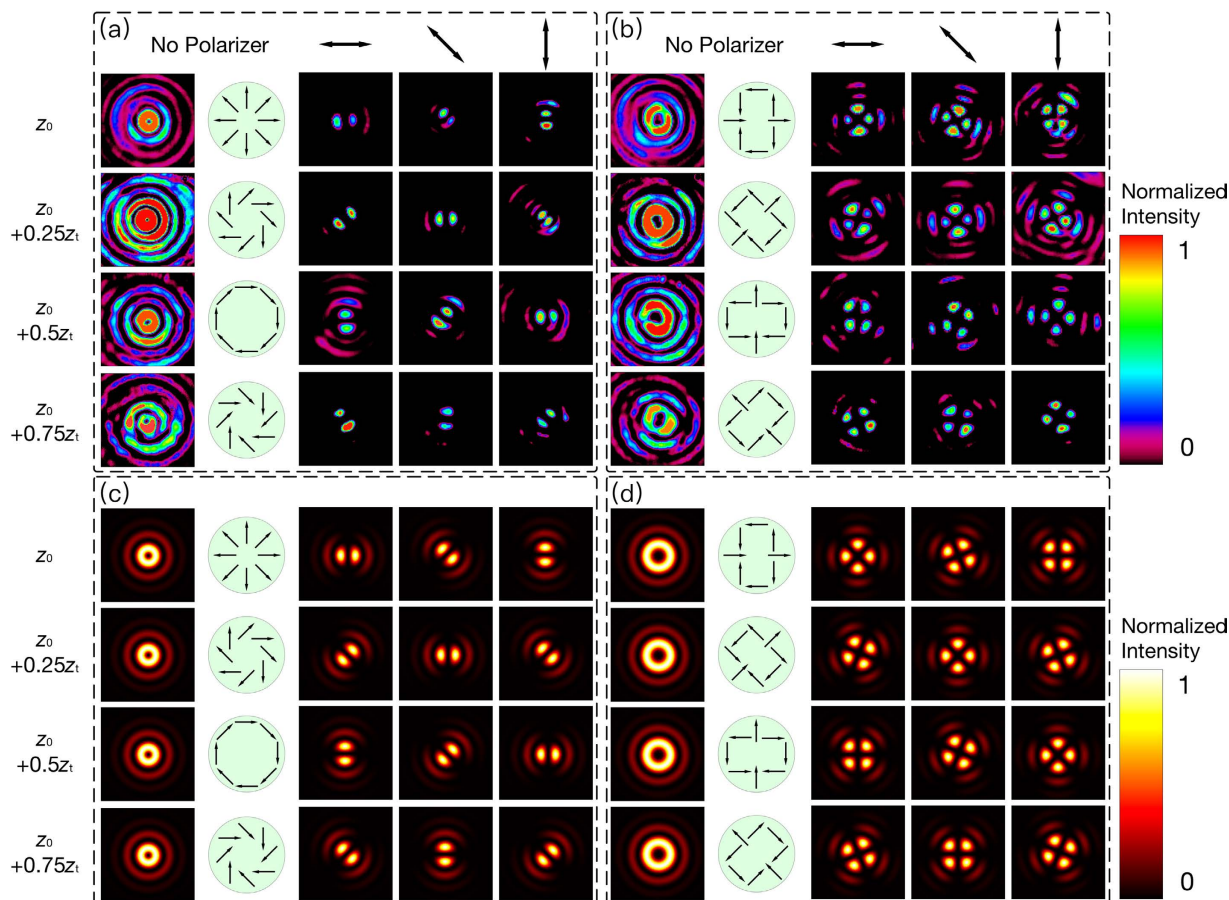 (a)
No Polarizer
(b)
No Polarizer
z₀
z₀
+0.25zₜ
z₀
+0.5zₜ
z₀
+0.75zₜ
Normalized
Intensity
1
0
(c)
(d)
z₀
z₀
+0.25zₜ
z₀
+0.5zₜ
z₀
+0.75zₜ
Normalized
Intensity
1
0